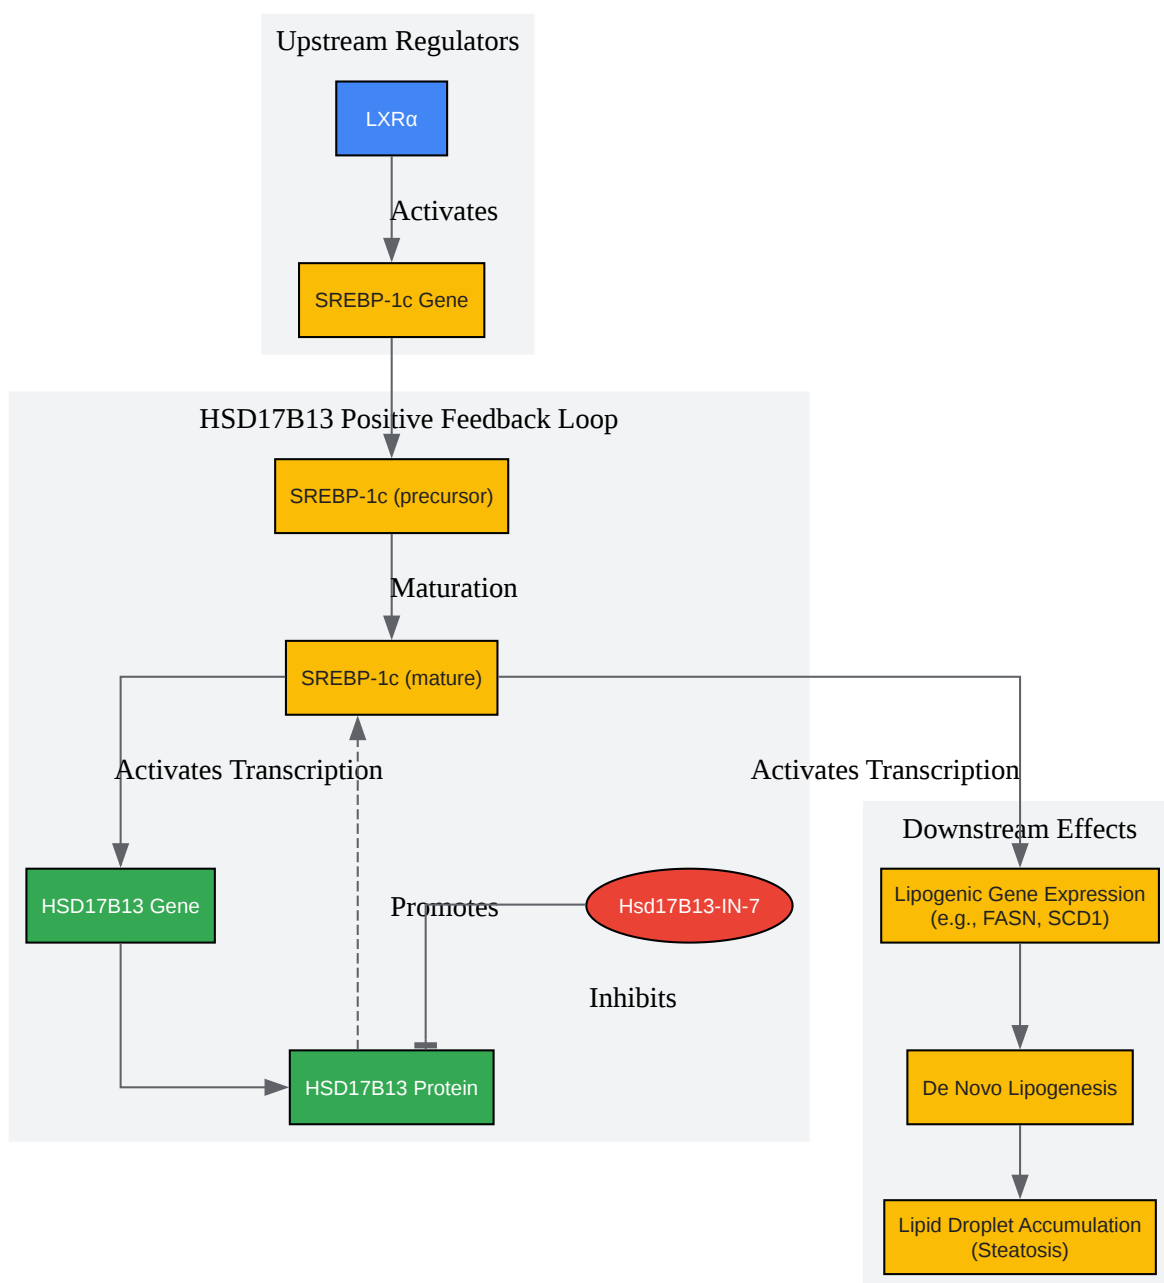 Upstream Regulators
LXRα
Activates
SREBP-1c Gene
HSD17B13 Positive Feedback Loop
SREBP-1c (precursor)
Maturation
SREBP-1c (mature)
Activates Transcription
Activates Transcription
Downstream Effects
HSD17B13 Gene
Promotes
Hsd17B13-IN-7
Lipogenic Gene Expression
(e.g., FASN, SCD1)
Inhibits
HSD17B13 Protein
De Novo Lipogenesis
Lipid Droplet Accumulation
(Steatosis)